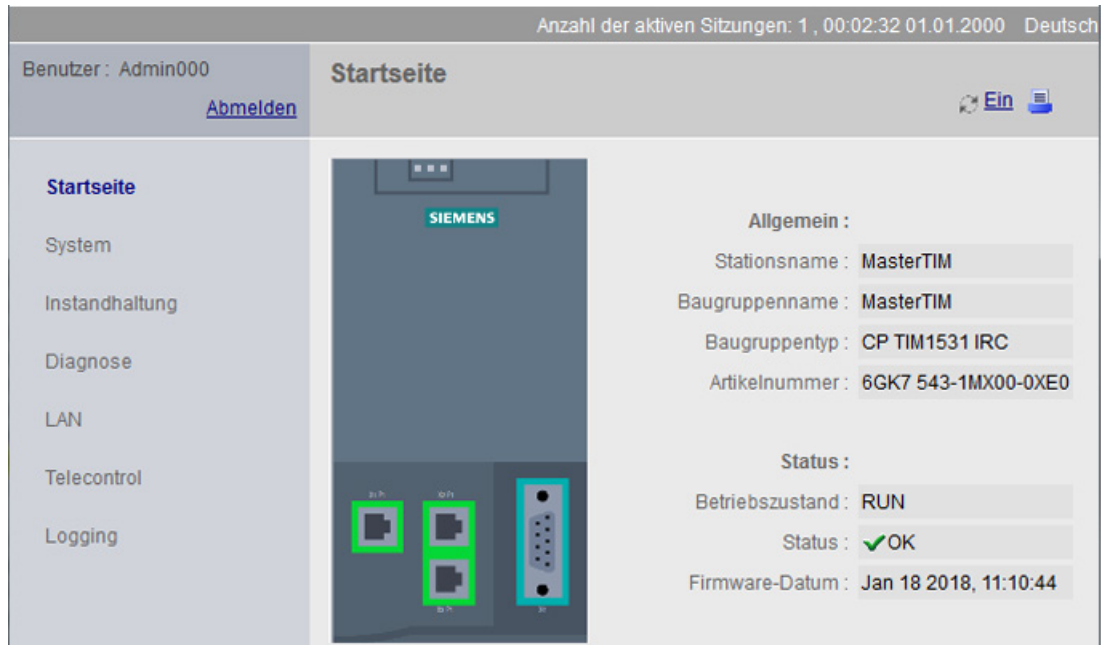 Anzahl der aktiven Sitzungen: 1 , 00:02:32 01.01.2000 Deutsch
Benutzer : Admin000
Abmelden
Startseite
Ein
Startseite
System
Instandhaltung
Diagnose
LAN
Telecontrol
Logging
SIEMENS
Allgemein :
Stationsname : MasterTIM
Baugruppenname : MasterTIM
Baugruppentyp : CP TIM1531 IRC
Artikelnummer : 6GK7 543-1MX00-0XE0
Status :
Betriebszustand : RUN
Status : OK
Firmware-Datum : Jan 18 2018, 11:10:44